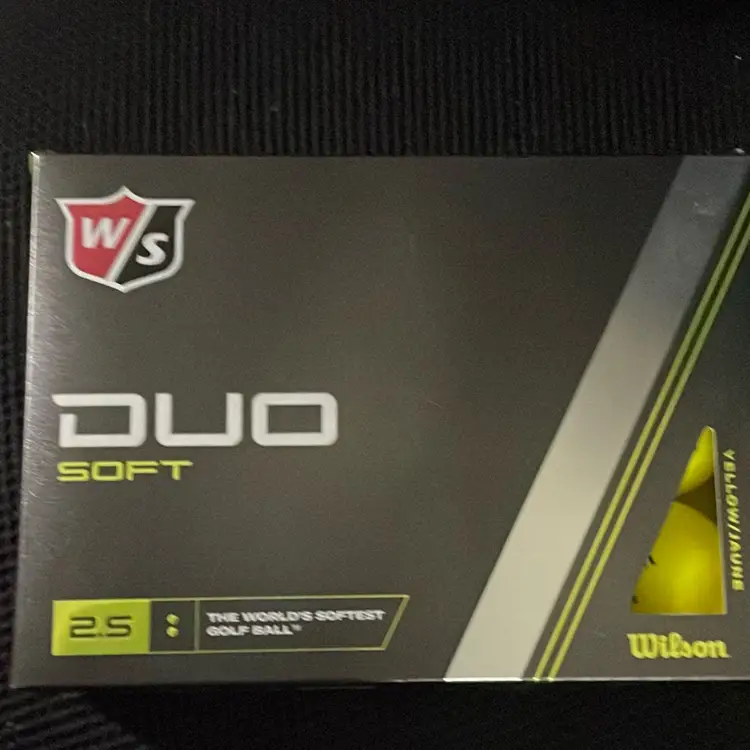 W/S
DUO
SOFT
2.5
THE WORLD'S SOFTEST
GOLF BALL™
YELLOW/JAUNE
Wilson